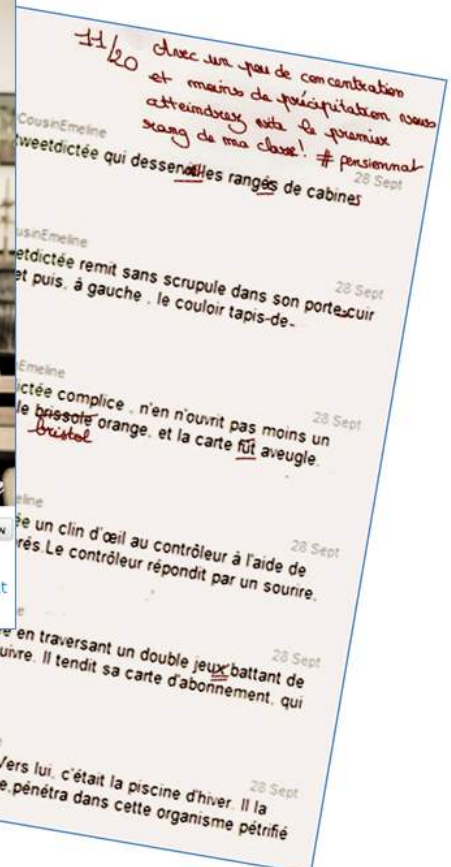 11/20 Avec un peu de concentration
et moins de précipitation vous
atteindrez vite le premier
rang de ma classe! # pensionnat
CousinEmeline
28 Sept
tweetdictée qui dessent les rangés de cabines
usinEmeline
28 Sept
etdictée remit sans scrupule dans son porte-cuir
et puis, à gauche , le couloir tapis-de-
Emeline
28 Sept
ictée complice , n'en n'ouvrit pas moins un
le brissole orange, et la carte fût aveugle.
bristol
eline
28 Sept
ée un clin d'œil au contrôleur à l'aide de
rés.Le contrôleur répondit par un sourire.
e
28 Sept
e en traversant un double jeux battant de
uivre. Il tendit sa carte d'abonnement, qui
e
28 Sept
Vers lui, c'était la piscine d'hiver. Il la
e,pénétra dans cette organisme pétrifié
N
t